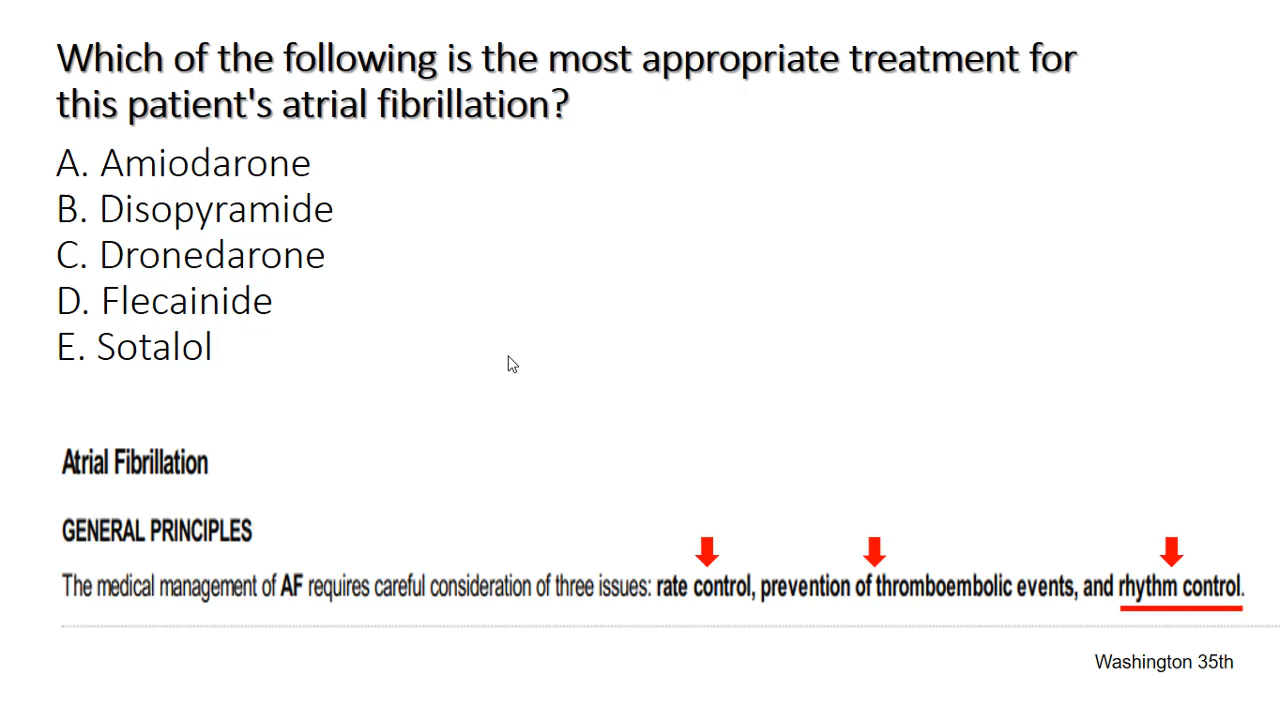 Which of the following is the most appropriate treatment for
this patient's atrial fibrillation?
A. Amiodarone
B. Disopyramide
C. Dronedarone
D. Flecainide
E. Sotalol
Atrial Fibrillation
GENERAL PRINCIPLES
The medical management of AF requires careful consideration of three issues: rate control, prevention of thromboembolic events, and rhythm control.
Washington 35th